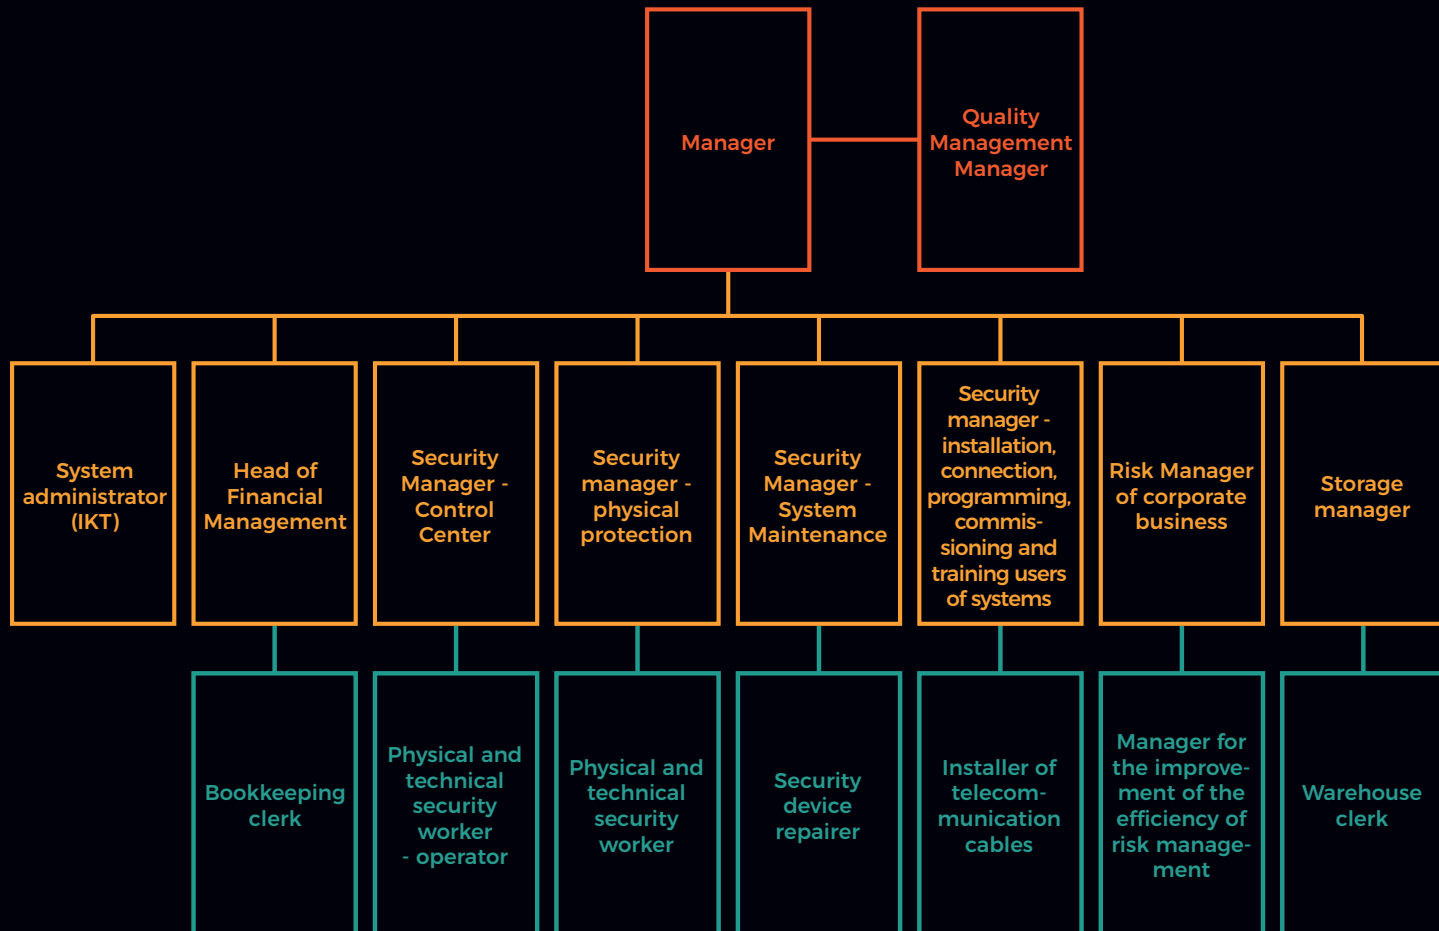 Manager
Quality
Management
Manager
System
administrator
(IKT)
Head of
Financial
Management
Security
Manager -
Control
Center
Security
manager -
physical
protection
Security
Manager -
System
Maintenance
Security
manager -
installation,
connection,
programming,
commis-
sioning and
training users
of systems
Risk Manager
of corporate
business
Storage
manager
Bookkeeping
clerk
Physical and
technical
security
worker
- operator
Physical and
technical
security
worker
Security
device
repairer
Installer of
telecom-
munication
cables
Manager for
the improve-
ment of the
efficiency of
risk manage-
ment
Warehouse
clerk